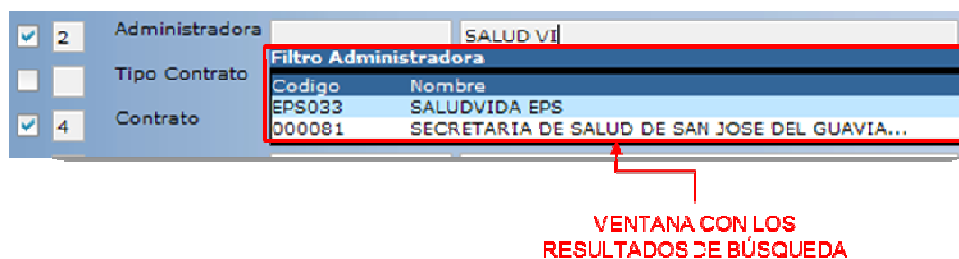 2 Administradora SALUD VI
Filtro Administradora
Tipo Contrato
Codigo Nombre
EPS033 SALUDVIDA EPS
4 Contrato
000081 SECRETARIA DE SALUD DE SAN JOSE DEL GUAVIA...
VENTANA CON LOS
RESULTADOS DE BÚSQUEDA